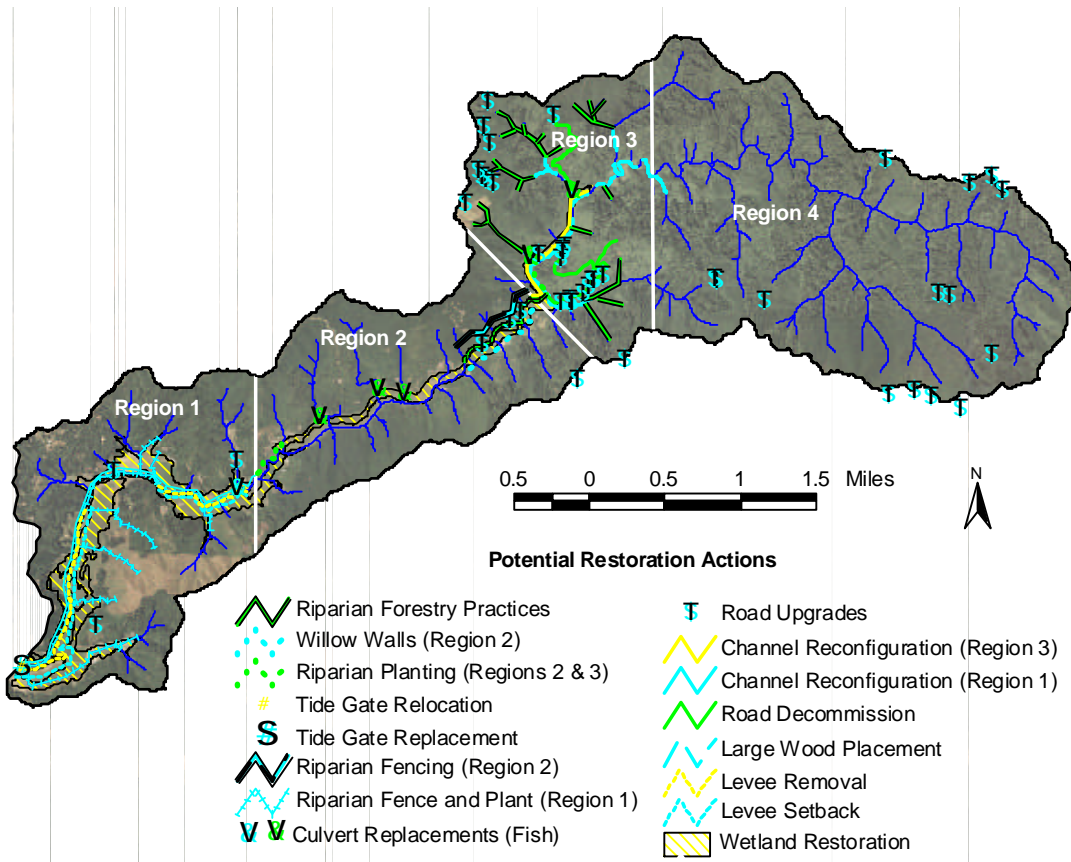 Region 3
Region 4
Region 2
Region 1
0.5 0 0.5 1 1.5 Miles
N
Potential Restoration Actions
Riparian Forestry Practices
Willow Walls (Region 2)
Riparian Planting (Regions 2 & 3)
Tide Gate Relocation
Tide Gate Replacement
Riparian Fencing (Region 2)
Riparian Fence and Plant (Region 1)
Culvert Replacements (Fish)
Road Upgrades
Channel Reconfiguration (Region 3)
Channel Reconfiguration (Region 1)
Road Decommission
Large Wood Placement
Levee Removal
Levee Setback
Wetland Restoration